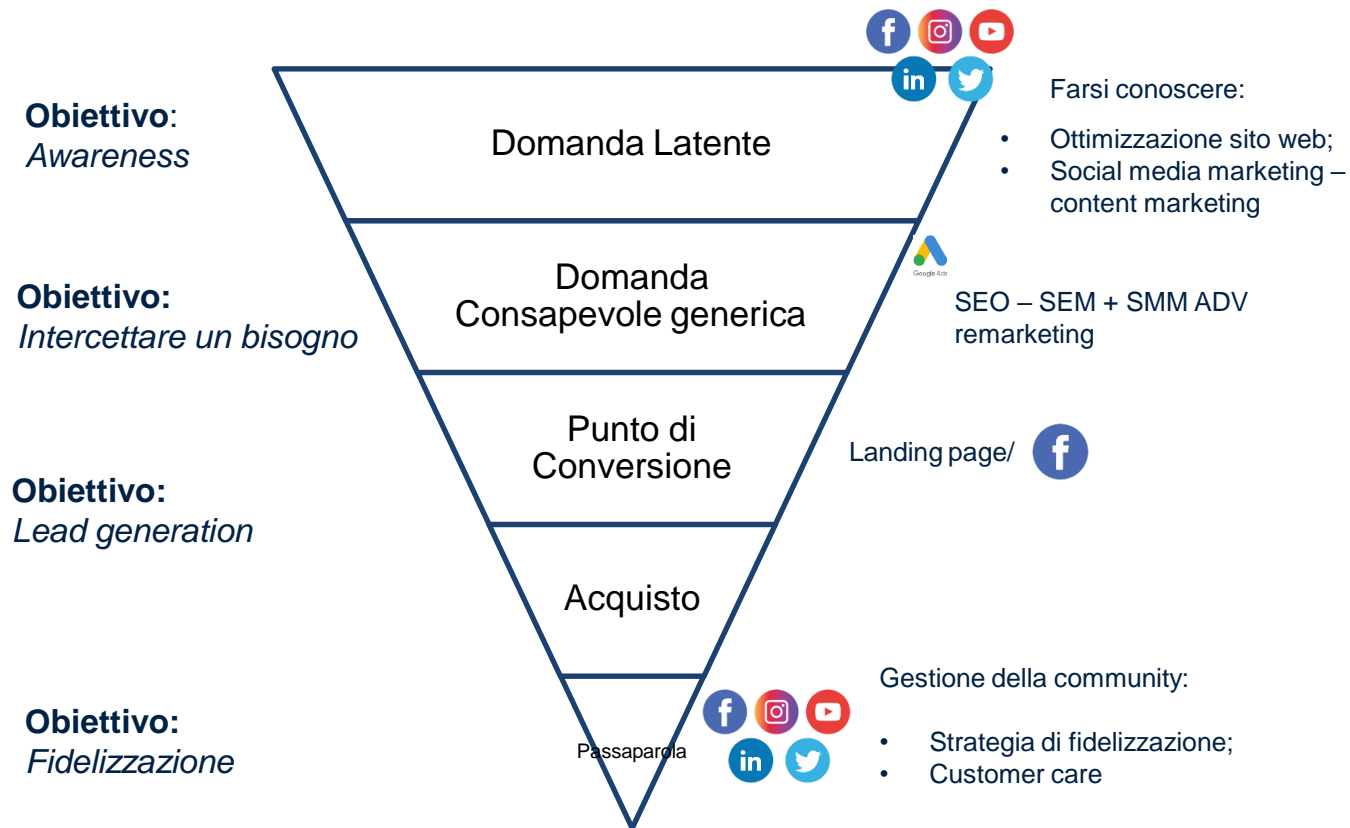 Obiettivo:
Awareness
Domanda Latente
Farsi conoscere:
• Ottimizzazione sito web;
• Social media marketing –
content marketing
Obiettivo:
Intercettare un bisogno
Domanda
Consapevole generica
Google Ads
SEO – SEM + SMM ADV
remarketing
Obiettivo:
Lead generation
Punto di
Conversione
Landing page/
Acquisto
Obiettivo:
Fidelizzazione
Passaparola
Gestione della community:
• Strategia di fidelizzazione;
• Customer care